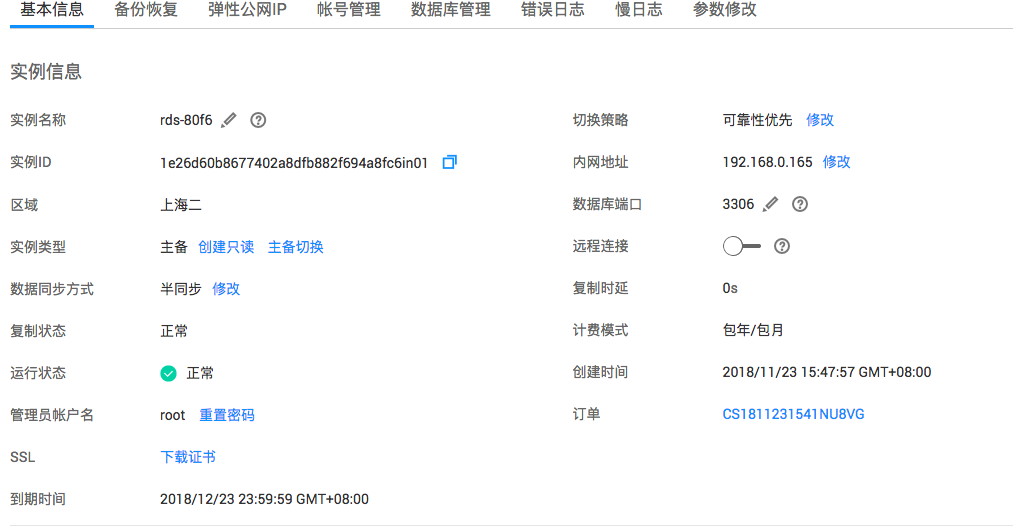 基本信息 备份恢复 弹性公网IP 帐号管理 数据库管理 错误日志 慢日志 参数修改
实例信息
实例名称 rds-80f6 切换策略 可靠性优先 修改
实例ID 1e26d60b8677402a8dfb882f694a8fc6in01 内网地址 192.168.0.165 修改
区域 上海二 数据库端口 3306
实例类型 主备 创建只读 主备切换 远程连接
数据同步方式 半同步 修改 复制时延 0s
复制状态 正常 计费模式 包年/包月
运行状态 正常 创建时间 2018/11/23 15:47:57 GMT+08:00
管理员帐户名 root 重置密码 订单 CS1811231541NU8VG
SSL 下载证书
到期时间 2018/12/23 23:59:59 GMT+08:00